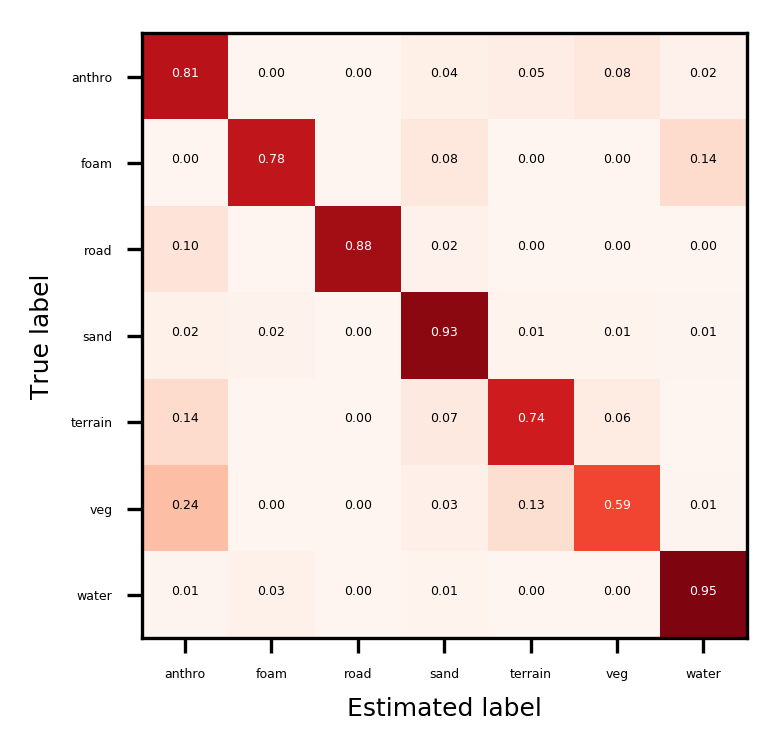 anthro 0.81 0.00 0.00 0.04 0.05 0.08 0.02
foam 0.00 0.78 0.08 0.00 0.00 0.14
road 0.10 0.88 0.02 0.00 0.00 0.00
sand 0.02 0.02 0.00 0.93 0.01 0.01 0.01
terrain 0.14 0.00 0.07 0.74 0.06
veg 0.24 0.00 0.00 0.03 0.13 0.59 0.01
water 0.01 0.03 0.00 0.01 0.00 0.00 0.95
True label
anthro foam road sand terrain veg water
Estimated label